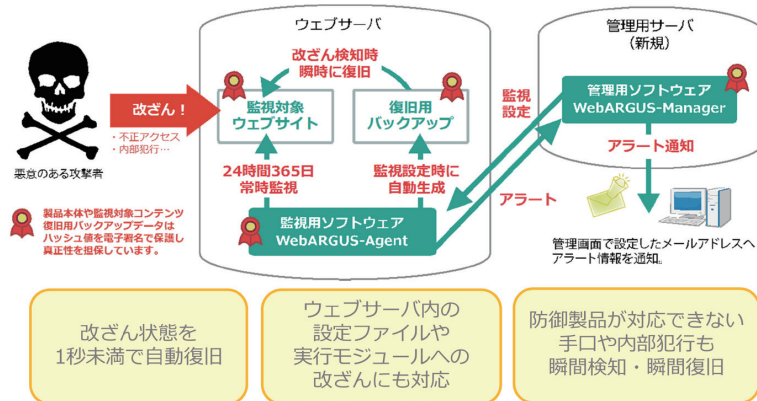 ウェブサーバ
管理用サーバ
(新規)
改ざん検知時
瞬時に復旧
改ざん!
・不正アクセス
・内部犯行…
悪意のある攻撃者
監視対象
ウェブサイト
復旧用
バックアップ
監視
設定
管理用ソフトウェア
WebARGUS-Manager
アラート通知
24時間365日
常時監視
監視設定時に
自動生成
アラート
製品本体や監視対象コンテンツ
復旧用バックアップデータは
ハッシュ値を電子署名で保護し
真正性を担保しています。
監視用ソフトウェア
WebARGUS-Agent
管理画面で設定したメールアドレスへ
アラート情報を通知。
改ざん状態を
1秒未満で自動復旧
ウェブサーバ内の
設定ファイルや
実行モジュールへの
改ざんにも対応
防御製品が対応できない
手口や内部犯行も
瞬間検知・瞬間復旧